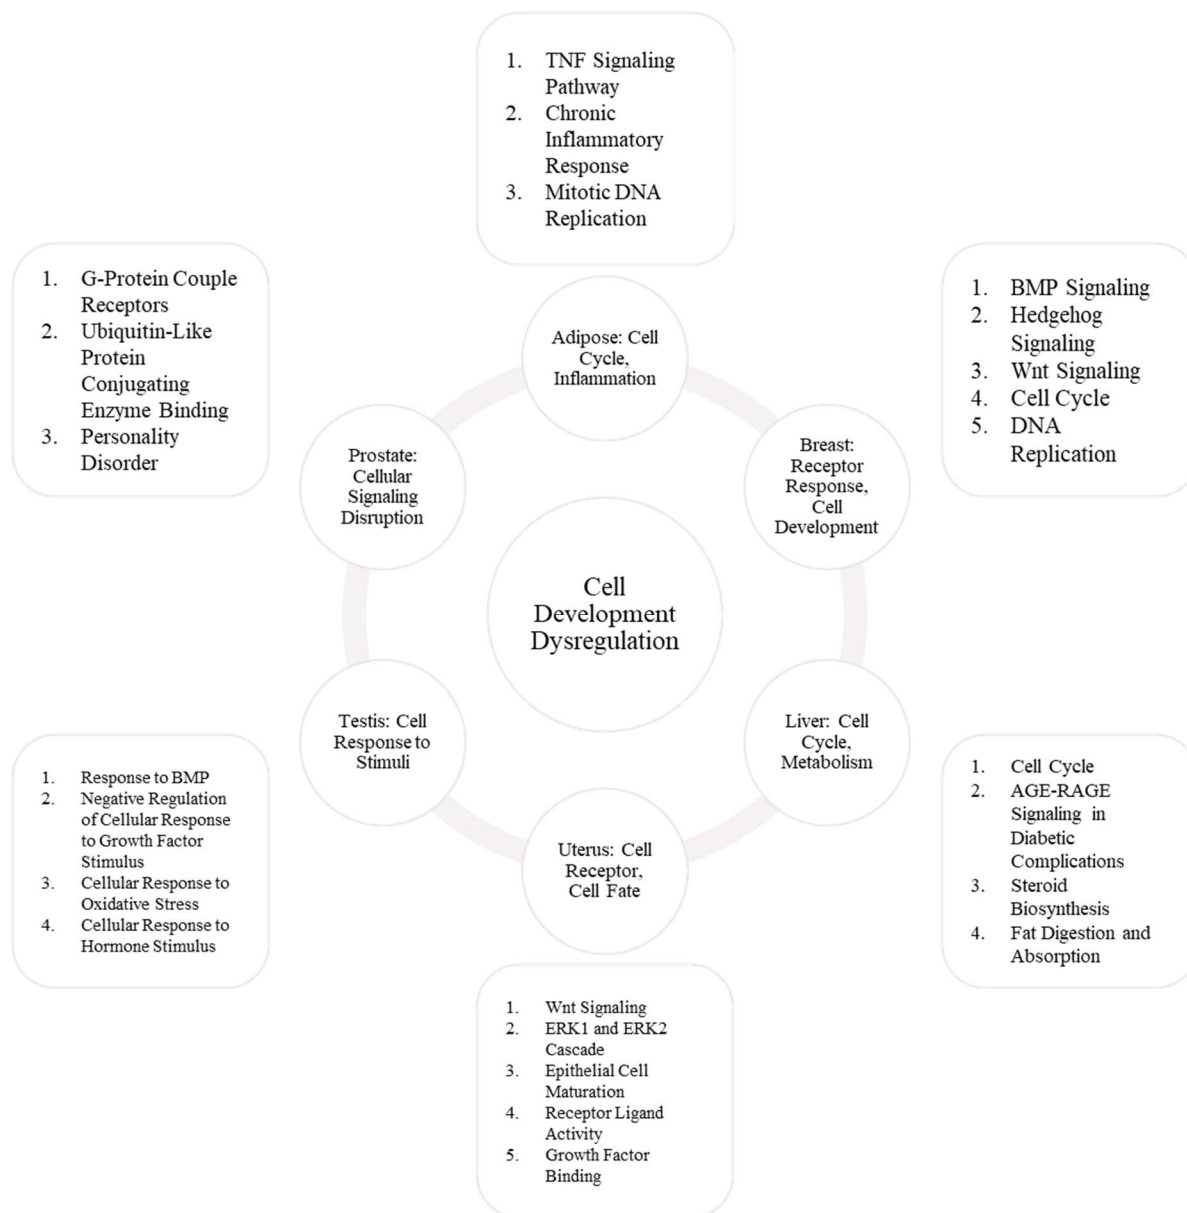 1. TNF Signaling
Pathway
2. Chronic
Inflammatory
Response
3. Mitotic DNA
Replication
1. G-Protein Couple
Receptors
2. Ubiquitin-Like
Protein
Conjugating
Enzyme Binding
3. Personality
Disorder
Adipose: Cell
Cycle,
Inflammation
1. BMP Signaling
2. Hedgehog
Signaling
3. Wnt Signaling
4. Cell Cycle
5. DNA
Replication
Prostate:
Cellular
Signaling
Disruption
Breast:
Receptor
Response,
Cell
Development
Cell
Development
Dysregulation
Testis: Cell
Response to
Stimuli
Liver: Cell
Cycle,
Metabolism
1. Response to BMP
2. Negative Regulation
of Cellular Response
to Growth Factor
Stimulus
3. Cellular Response to
Oxidative Stress
4. Cellular Response to
Hormone Stimulus
Uterus: Cell
Receptor,
Cell Fate
1. Cell Cycle
2. AGE-RAGE
Signaling in
Diabetic
Complications
3. Steroid
Biosynthesis
4. Fat Digestion and
Absorption
1. Wnt Signaling
2. ERK1 and ERK2
Cascade
3. Epithelial Cell
Maturation
4. Receptor Ligand
Activity
5. Growth Factor
Binding